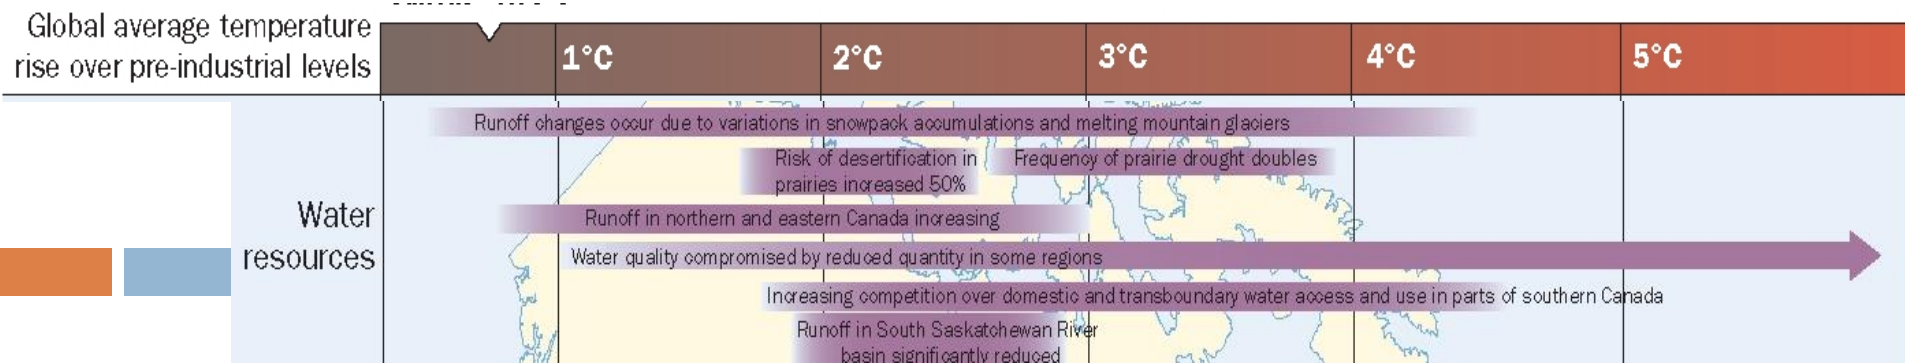 Global average temperature
rise over pre-industrial levels
1°C 2°C 3°C 4°C 5°C
Runoff changes occur due to variations in snowpack accumulations and melting mountain glaciers
Risk of desertification in
prairies increased 50%
Frequency of prairie drought doubles
Water
resources
Runoff in northern and eastern Canada increasing
Water quality compromised by reduced quantity in some regions
Increasing competition over domestic and transboundary water access and use in parts of southern Canada
Runoff in South Saskatchewan River
basin significantly reduced